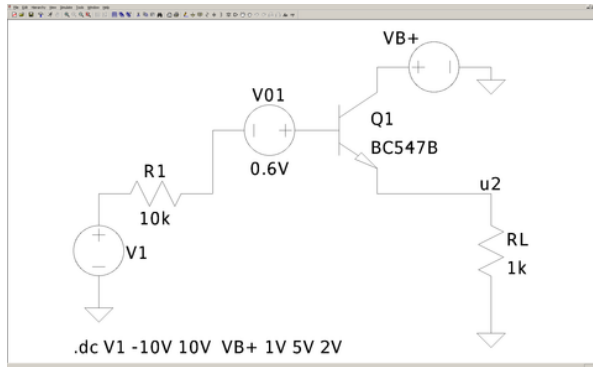 VB+
V01
Q1
BC547B
0.6V
R1
10k
u2
V1
RL
1k
.dc V1 -10V 10V VB+ 1V 5V 2V